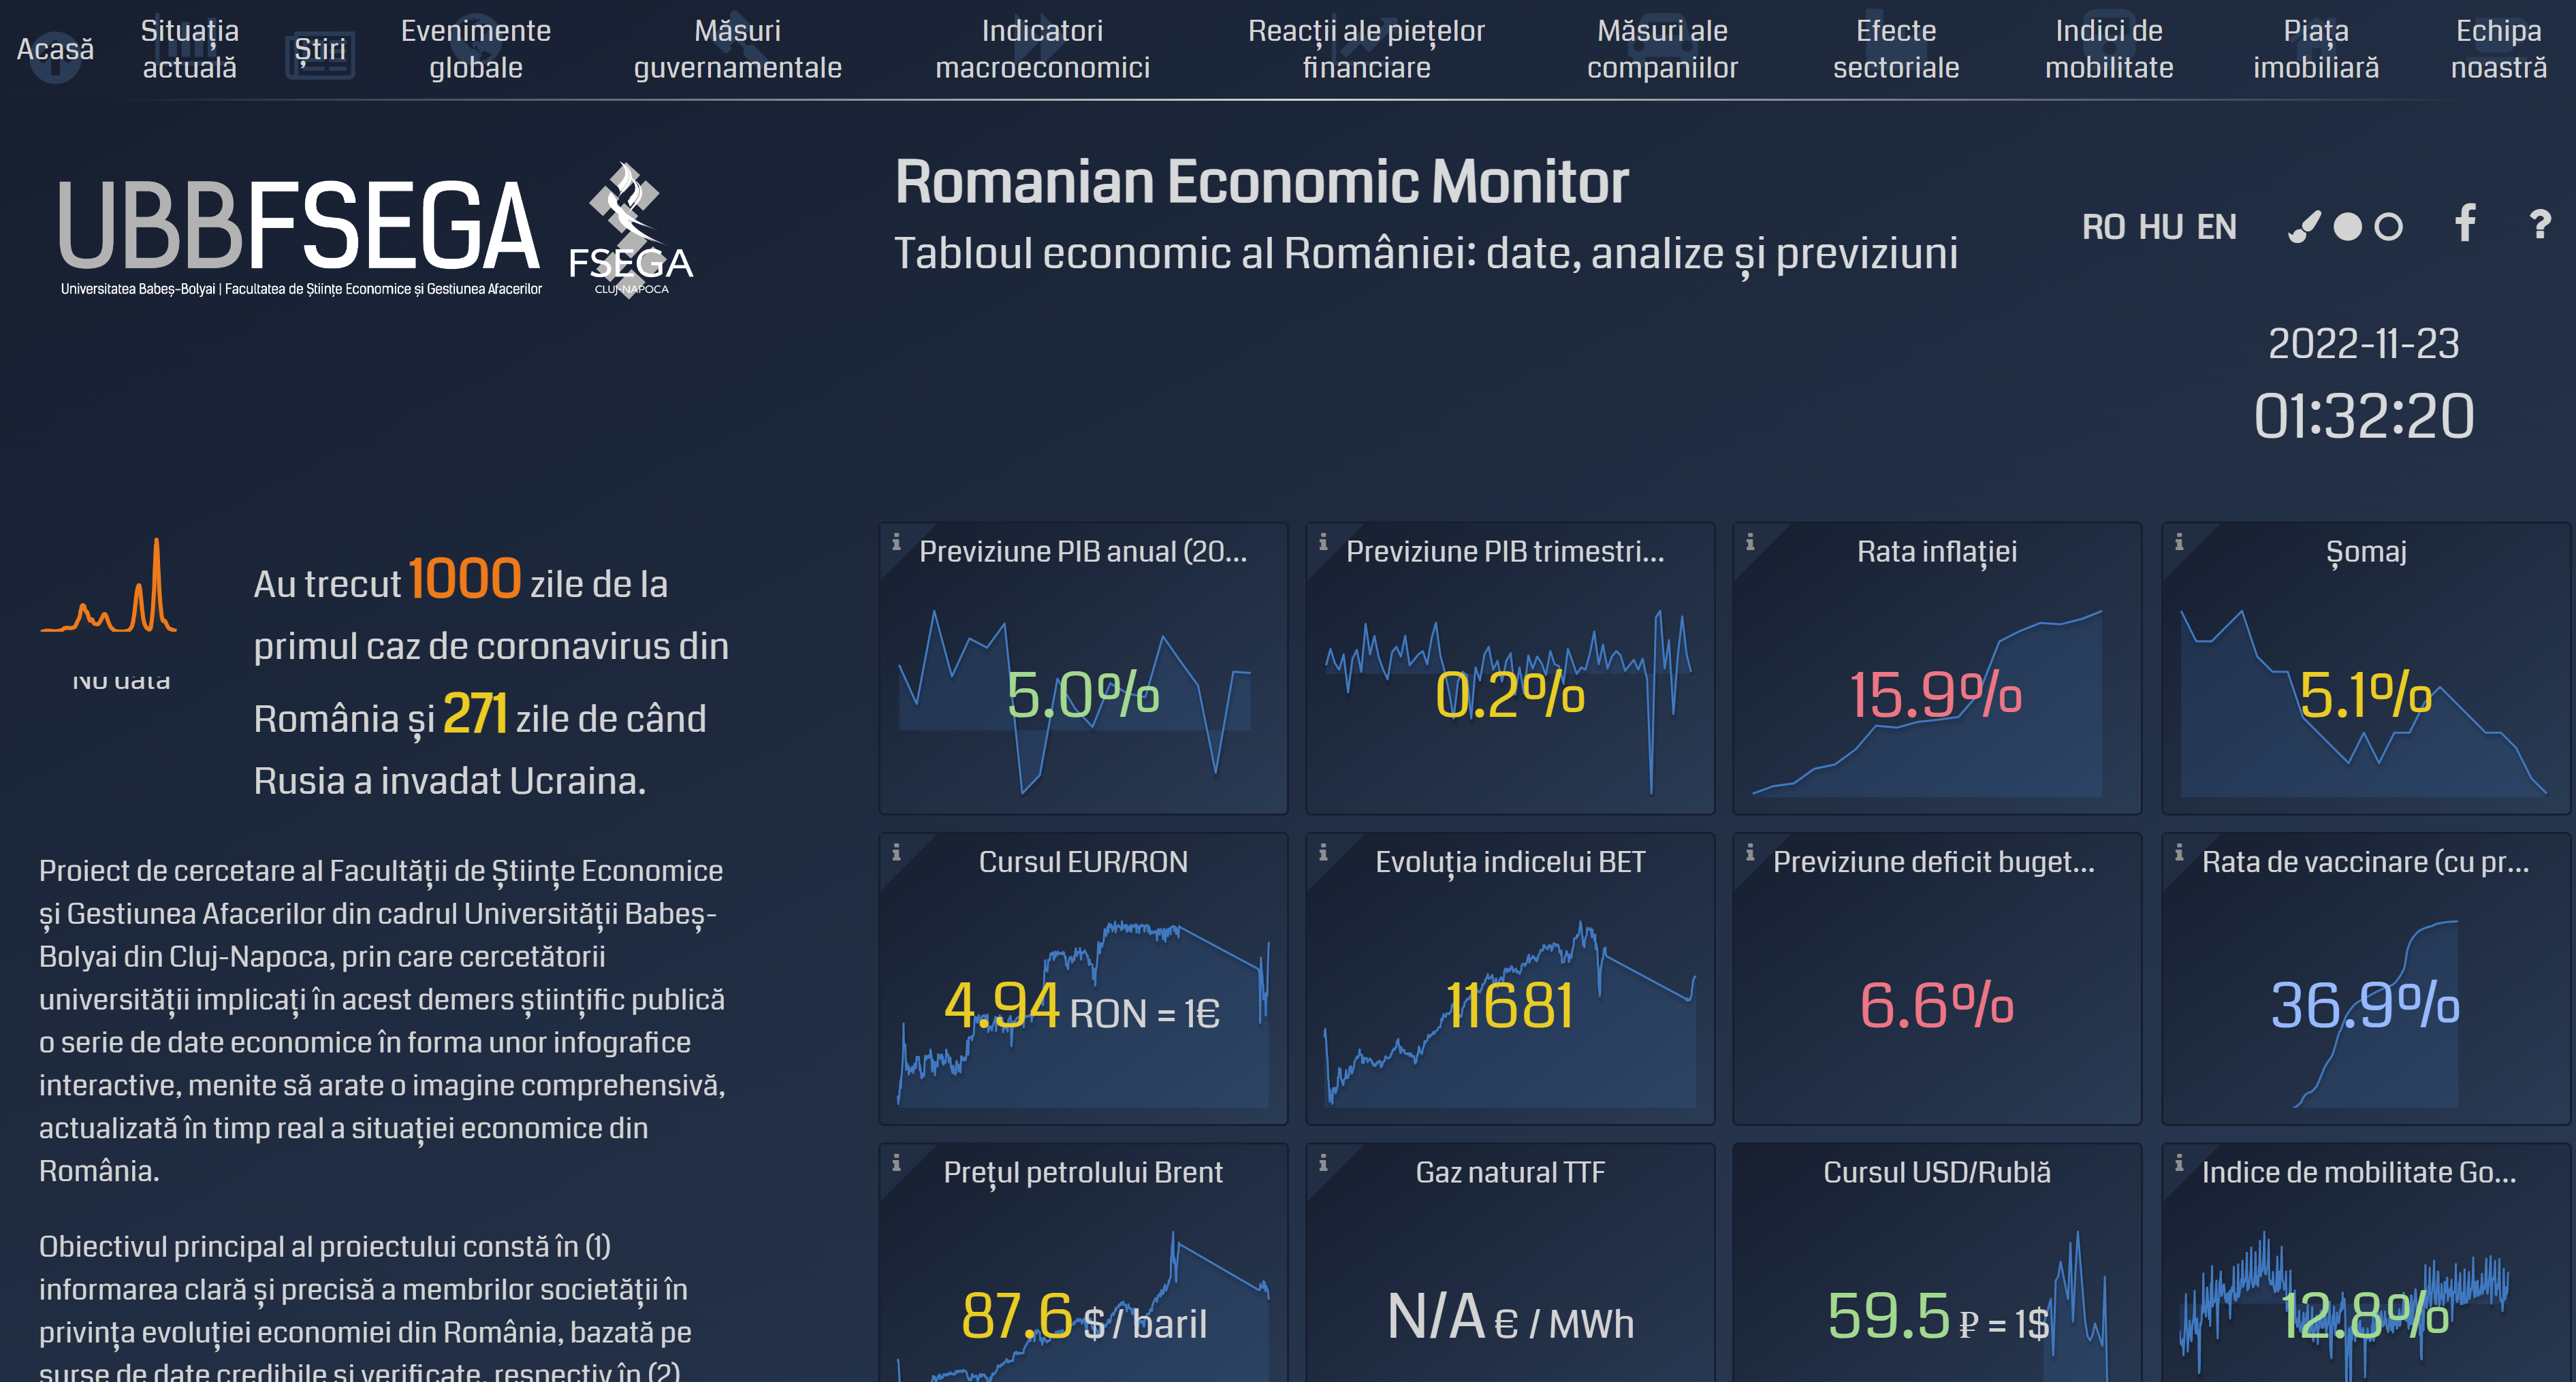 Acasă
Situația
actuală
Știri
Evenimente
globale
Măsuri
guvernamentale
Indicatori
macroeconomici
Reacții ale piețelor
financiare
Măsuri ale
companiilor
Efecte
sectoriale
Indici de
mobilitate
Piața
imobiliară
Echipa
noastră
UBBFSEGA
Universitatea Babeș-Bolyai | Facultatea de Științe Economice și Gestiunea Afacerilor
FSEGA
CLUJ-NAPOCA
Romanian Economic Monitor
Tabloul economic al României: date, analize și previziuni
RO HU EN
?
2022-11-23
01:32:20
No data
Au trecut 1000 zile de la
primul caz de coronavirus din
România și 271 zile de când
Rusia a invadat Ucraina.
Proiect de cercetare al Facultății de Științe Economice
și Gestiunea Afacerilor din cadrul Universității Babeș-
Bolyai din Cluj-Napoca, prin care cercetătorii
universității implicați în acest demers științific publică
o serie de date economice în forma unor infografice
interactive, menite să arate o imagine comprehensivă,
actualizată în timp real a situației economice din
România.
Obiectivul principal al proiectului constă în (1)
informarea clară și precisă a membrilor societății în
privința evoluției economiei din România, bazată pe
surse de date credibile și verificate, respectiv în (2)
Previziune PIB anual (20...
5.0%
Previziune PIB trimestri...
0.2%
Rata inflației
15.9%
Șomaj
5.1%
Cursul EUR/RON
4.94 RON = 1€
Evoluția indicelui BET
11681
Previziune deficit buget...
6.6%
Rata de vaccinare (cu pr...
36.9%
Prețul petrolului Brent
87.6 $ / baril
Gaz natural TTF
N/A € / MWh
Cursul USD/Rublă
59.5 ₽ = 1$
Indice de mobilitate Go...
12.8%